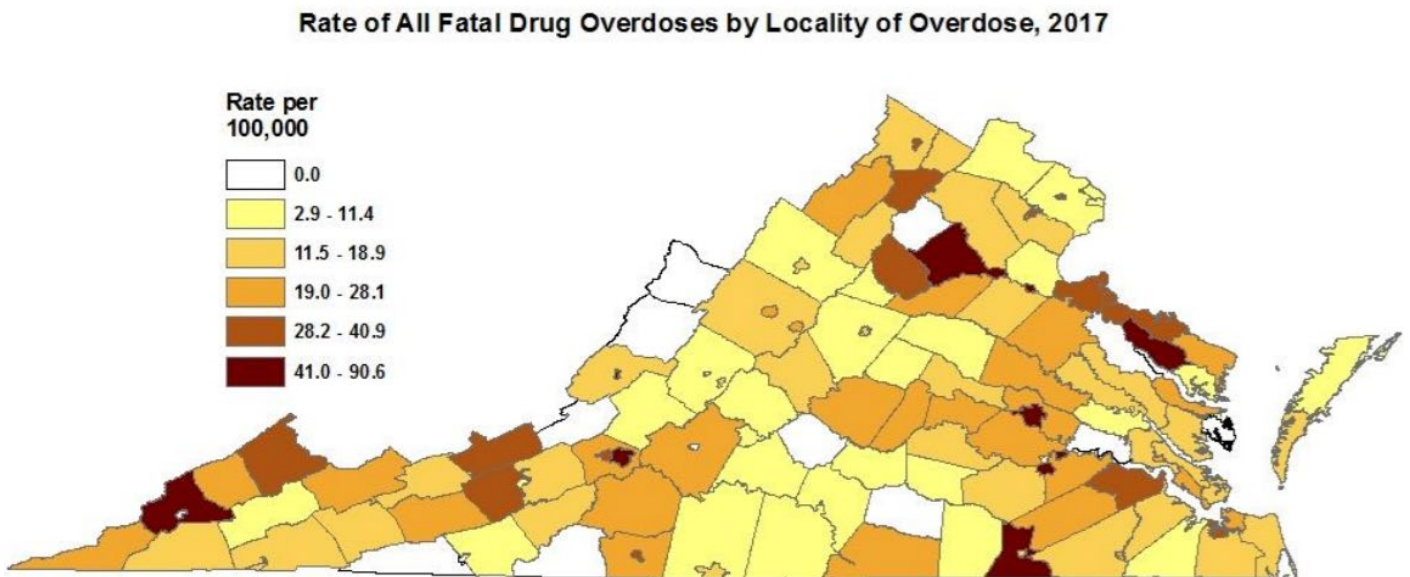 Rate of All Fatal Drug Overdoses by Locality of Overdose, 2017
Rate per
100,000
0.0
2.9 - 11.4
11.5 - 18.9
19.0 - 28.1
28.2 - 40.9
41.0 - 90.6